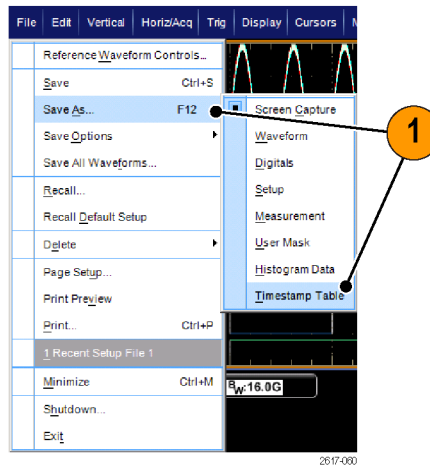 File Edit Vertical Horiz/Acq Trig Display Cursors
Reference Waveform Controls...
Save Ctrl+S
Save As... F12
Save Options
Save All Waveforms...
Recall...
Recall Default Setup
Delete
Page Setup...
Print Preview
Print... Ctrl+P
1 Recent Setup File 1
Minimize Ctrl+M
Shutdown...
Exit
Screen Capture
Waveform
Digitals
Setup
Measurement
User Mask
Histogram Data
Timestamp Table
1
BW:16.0G
2617-060